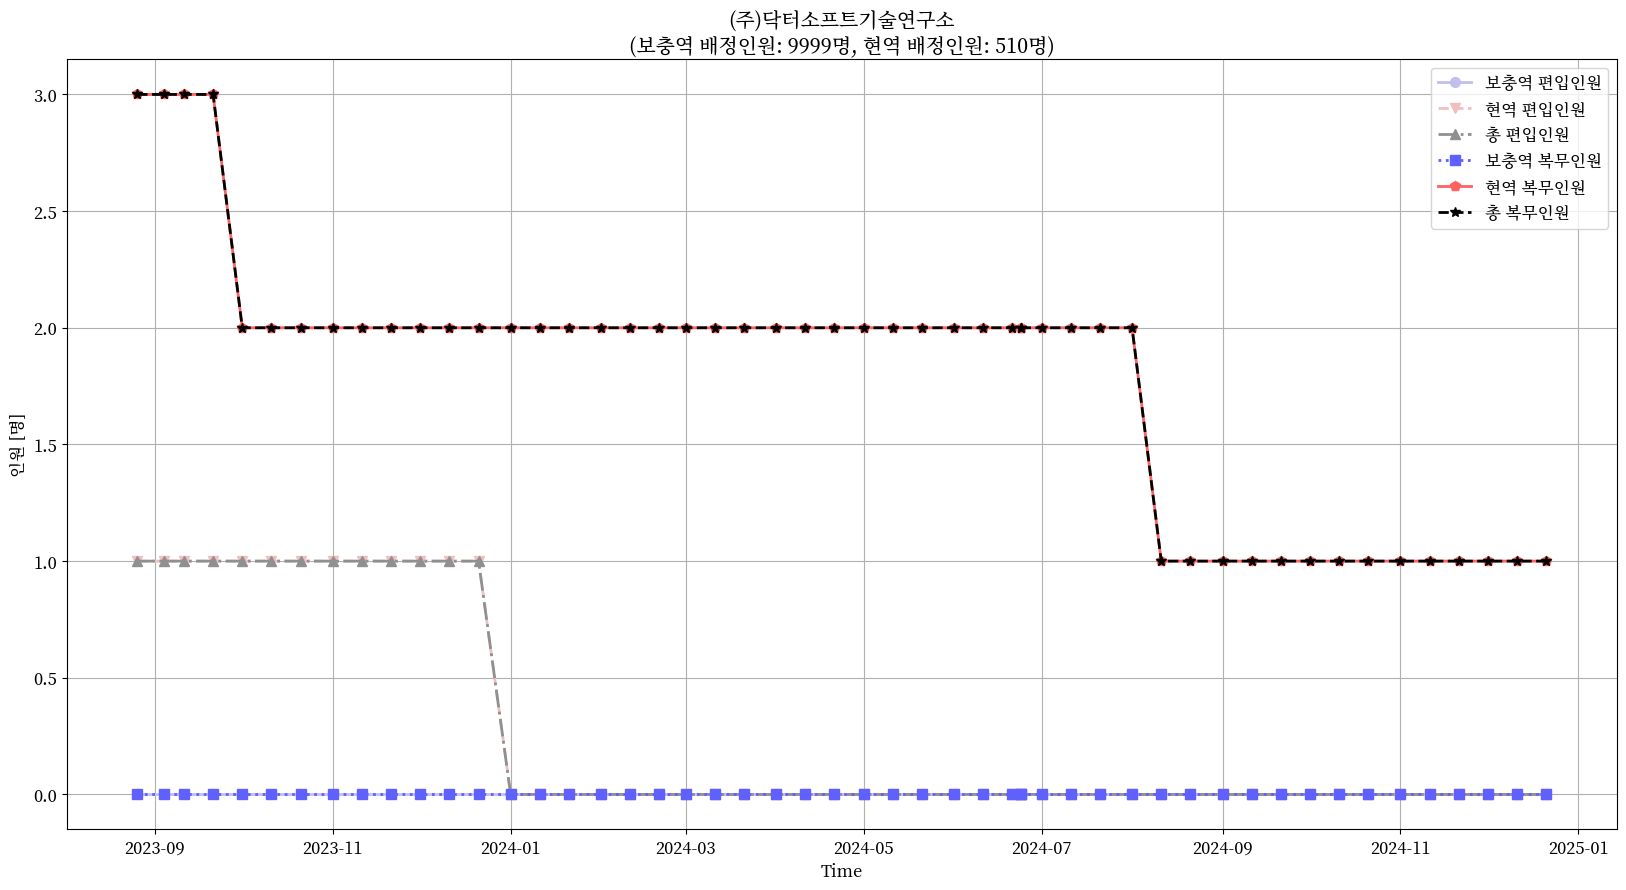 (주)닥터소프트기술연구소
(보충역 배정인원: 9999명, 현역 배정인원: 510명)
보충역 편입인원
현역 편입인원
총 편입인원
보충역 복무인원
현역 복무인원
총 복무인원
3.0
2.5
2.0
1.5
1.0
0.5
0.0
인원 [명]
2023-09
2023-11
2024-01
2024-03
2024-05
2024-07
2024-09
2024-11
2025-01
Time